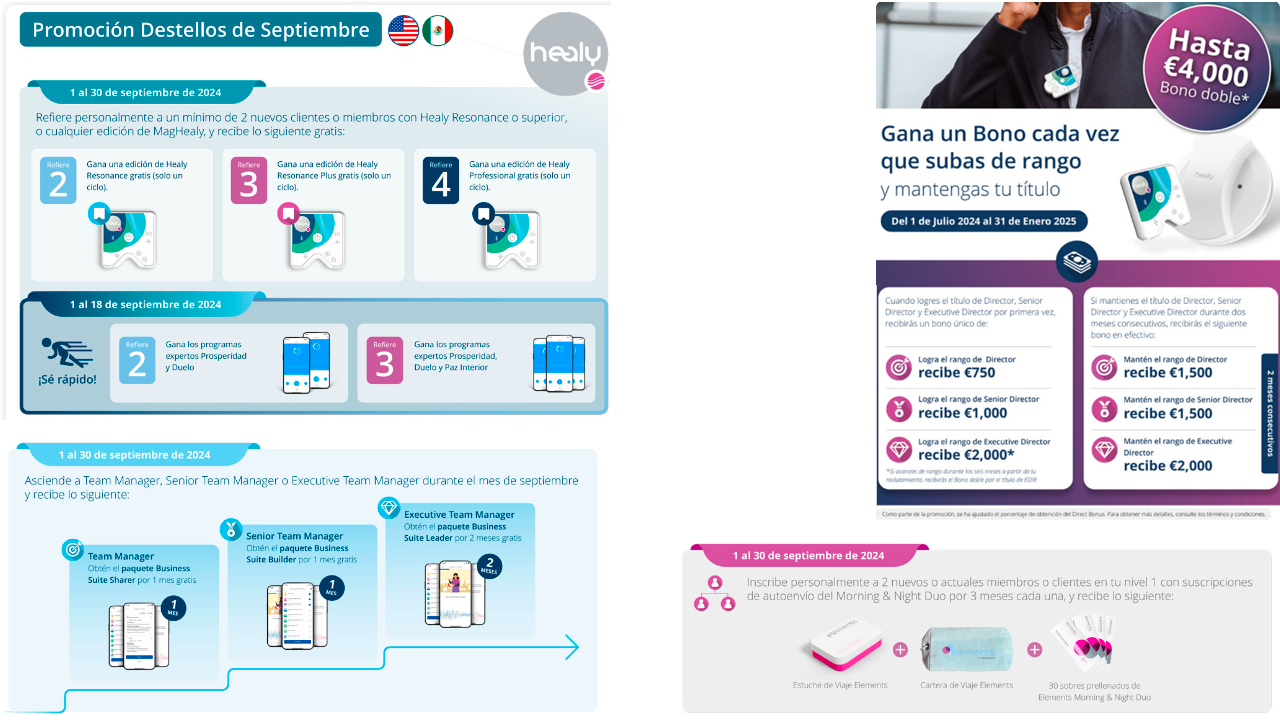 Promoción Destellos de Septiembre
healy
1 al 30 de septiembre de 2024
Refiere personalmente a un mínimo de 2 nuevos clientes o miembros con Healy Resonance o superior,
o cualquier edición de MagHealy, y recibe lo siguiente gratis:
Refiere
2
Gana una edición de Healy
Resonance gratis (solo un
ciclo).
Refiere
3
Gana una edición de Healy
Resonance Plus gratis (solo un
ciclo).
Refiere
4
Gana una edición de Healy
Professional gratis (solo un
ciclo).
1 al 18 de septiembre de 2024
¡Sé rápido!
Refiere
2
Gana los programas
expertos Prosperidad
y Duelo
Refiere
3
Gana los programas
expertos Prosperidad,
Duelo y Paz Interior
1 al 30 de septiembre de 2024
Asciende a Team Manager, Senior Team Manager o Executive Team Manager durante el mes de septiembre
y recibe lo siguiente:
Team Manager
Obtén el paquete Business
Suite Sharer por 1 mes gratis
1
MES
Senior Team Manager
Obtén el paquete Business
Suite Builder por 1 mes gratis
1
MES
Executive Team Manager
Obtén el paquete Business
Suite Leader por 2 meses gratis
2
MESES
Hasta
€4,000
Bono doble*
Gana un Bono cada vez
que subas de rango
y mantengas tu título
healy
Del 1 de Julio 2024 al 31 de Enero 2025
Cuando logres el título de Director, Senior
Director y Executive Director por primera vez,
recibirás un bono único de:
Logra el rango de Director
recibe €750
Logra el rango de Senior Director
recibe €1,000
Logra el rango de Executive Director
recibe €2,000*
*Si avanzas de rango durante los seis meses a partir de tu
reclutamiento, recibirás el Bono doble por el título de EDIR
Si mantienes el título de Director, Senior
Director y Executive Director durante dos
meses consecutivos, recibirás el siguiente
bono en efectivo:
Mantén el rango de Director
recibe €1,500
Mantén el rango de Senior Director
recibe €1,500
Mantén el rango de Executive
Director
recibe €2,000
2 meses consecutivos
Como parte de la promoción, se ha ajustado el porcentaje de obtención del Direct Bonus. Para obtener más detalles, consulte los términos y condiciones.
1 al 30 de septiembre de 2024
Inscribe personalmente a 2 nuevos o actuales miembros o clientes en tu nivel 1 con suscripciones
de autoenvío del Morning & Night Duo por 3 meses cada una, y recibe lo siguiente:
elements
elements
Estuche de Viaje Elements
Cartera de Viaje Elements
30 sobres prellenados de
Elements Morning & Night Duo